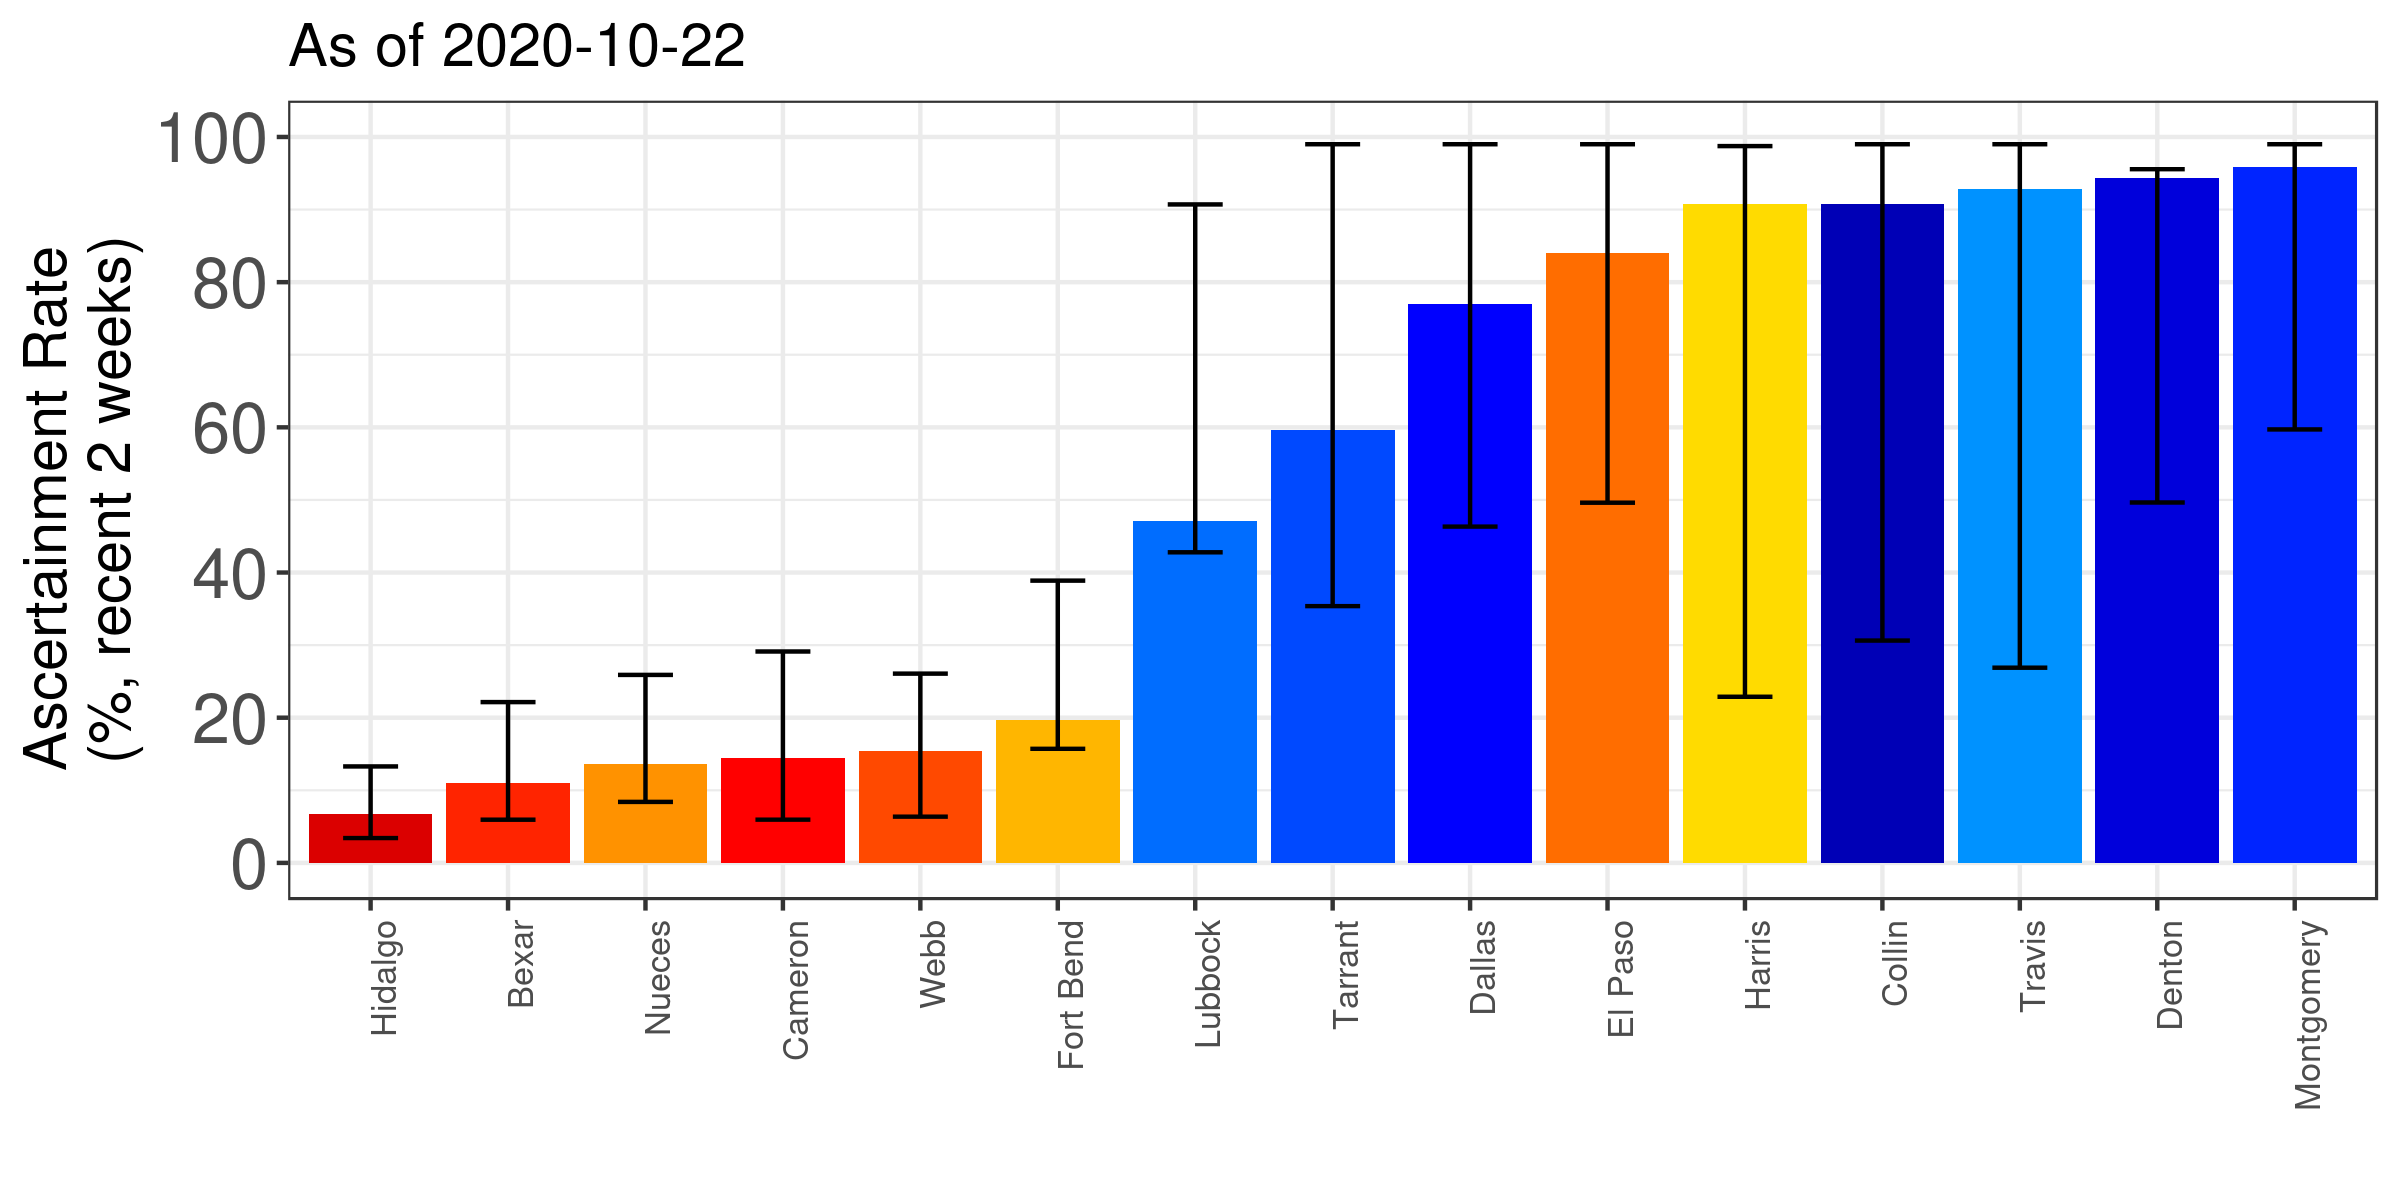 As of 2020-10-22
Ascertainment Rate
(%, recent 2 weeks)
100
80
60
40
20
0
Hidalgo
Bexar
Nueces
Cameron
Webb
Fort Bend
Lubbock
Tarrant
Dallas
El Paso
Harris
Collin
Travis
Denton
Montgomery